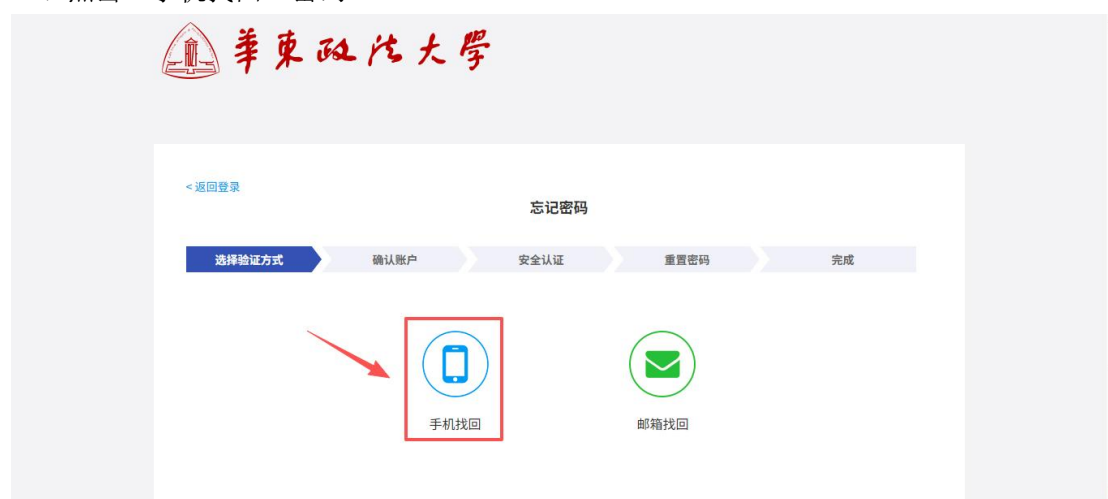 華東政法大學
<返回登录
忘记密码
选择验证方式 确认账户 安全认证 重置密码 完成
手机找回 邮箱找回